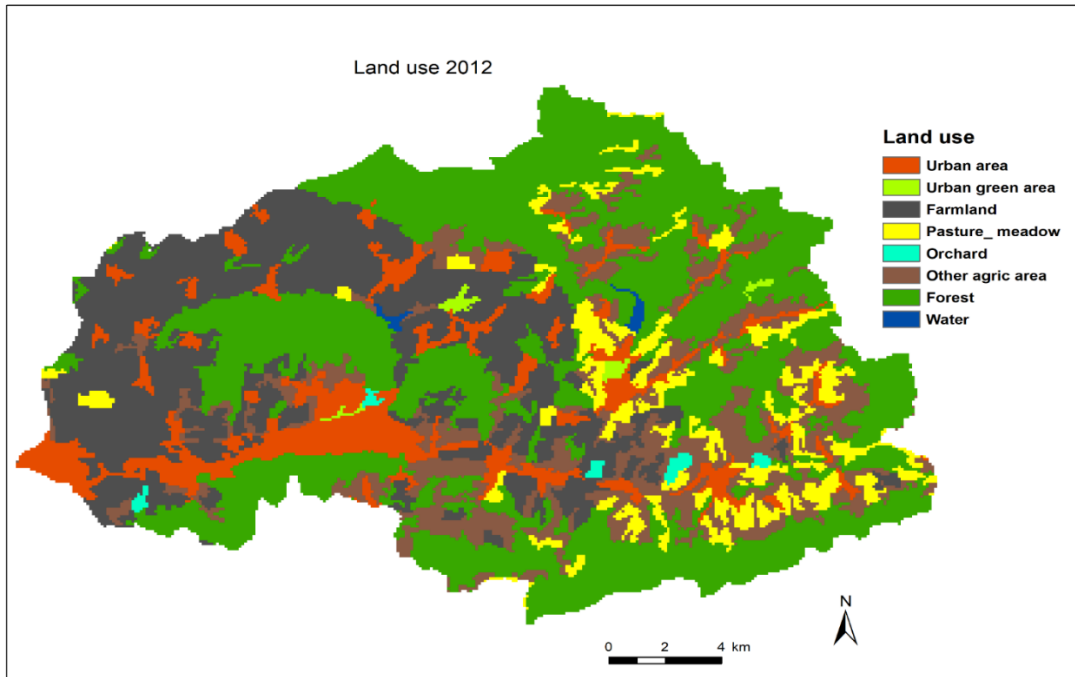 Land use 2012
Land use
Urban area
Urban green area
Farmland
Pasture_ meadow
Orchard
Other agric area
Forest
Water
N
0 2 4 km